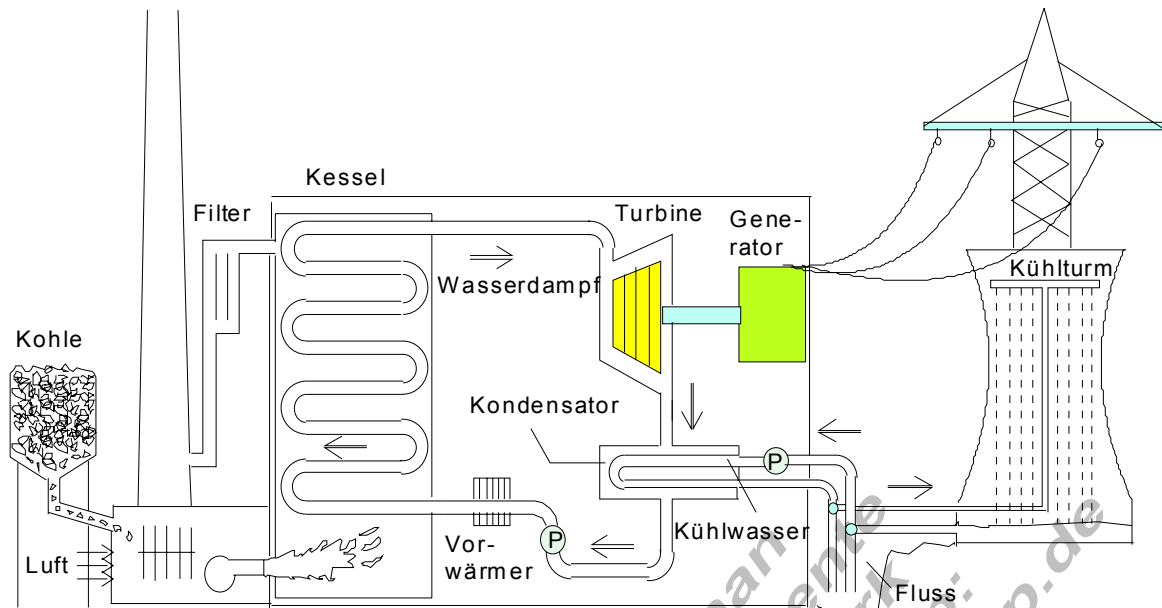 Kessel
Filter
Turbine
Gene-
rator
Wasserdampf
Kühlturm
Kohle
Kondensator
P
Kühlwasser
P
Vor-
wärmer
Luft
Fluss